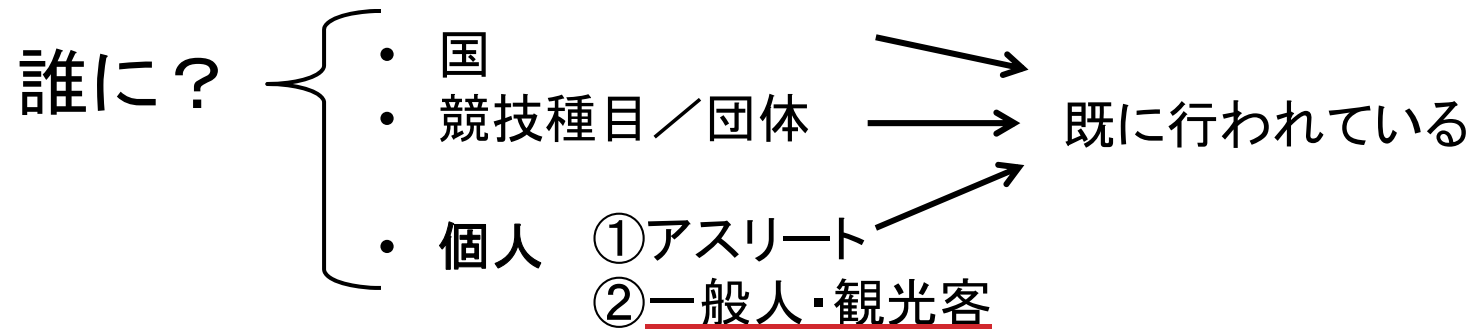 誰に？
・ 国
・ 競技種目／団体
・ 個人 ①アスリート
②一般人・観光客
既に行われている